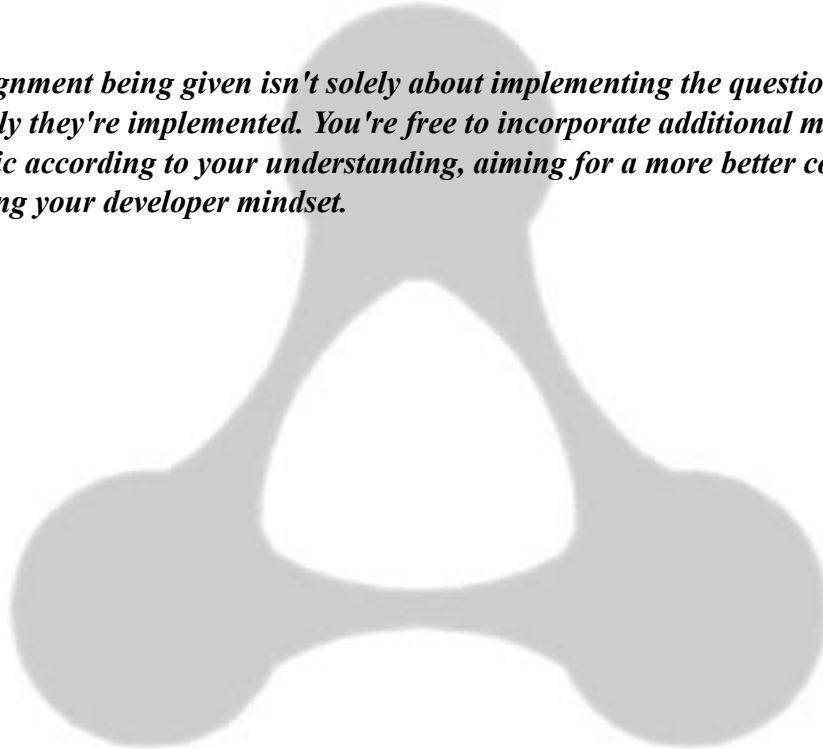 gnment being given isn't solely about implementing the questio
ly they're implemented. You're free to incorporate additional m
ic according to your understanding, aiming for a more better co
ng your developer mindset.